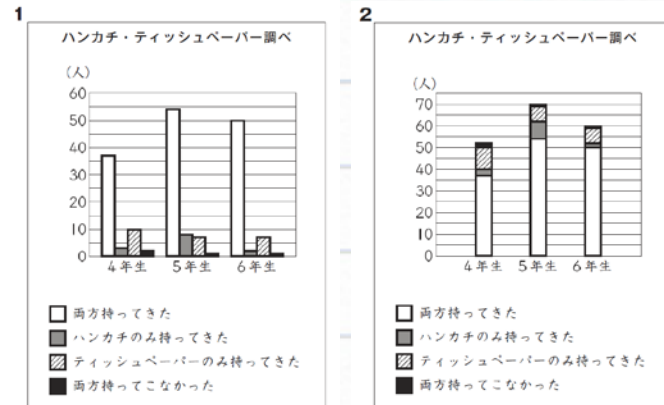 1
ハンカチ・ティッシュペーパー調べ
(人)
60
50
40
30
20
10
0
4年生 5年生 6年生
両方持ってきた
ハンカチのみ持ってきた
ティッシュペーパーのみ持ってきた
両方持ってこなかった
2
ハンカチ・ティッシュペーパー調べ
(人)
70
60
50
40
30
20
10
0
4年生 5年生 6年生
両方持ってきた
ハンカチのみ持ってきた
ティッシュペーパーのみ持ってきた
両方持ってこなかった